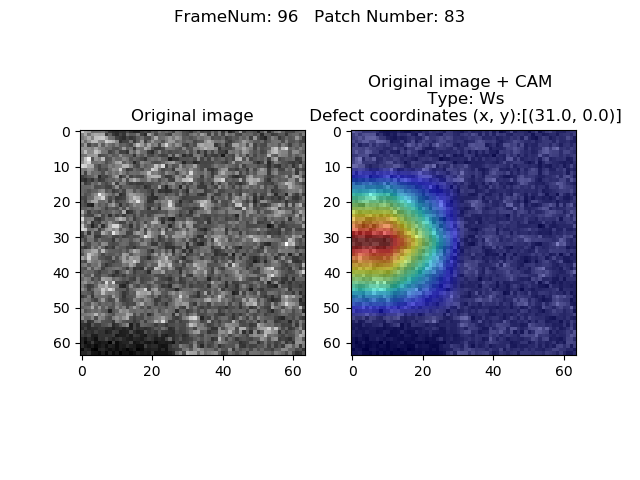 FrameNum: 96   Patch Number: 83
Original image
Original image + CAM
Type: Ws
Defect coordinates (x, y):[(31.0, 0.0)]
0
10
20
30
40
50
60
0 20 40 60
0
10
20
30
40
50
60
0 20 40 60